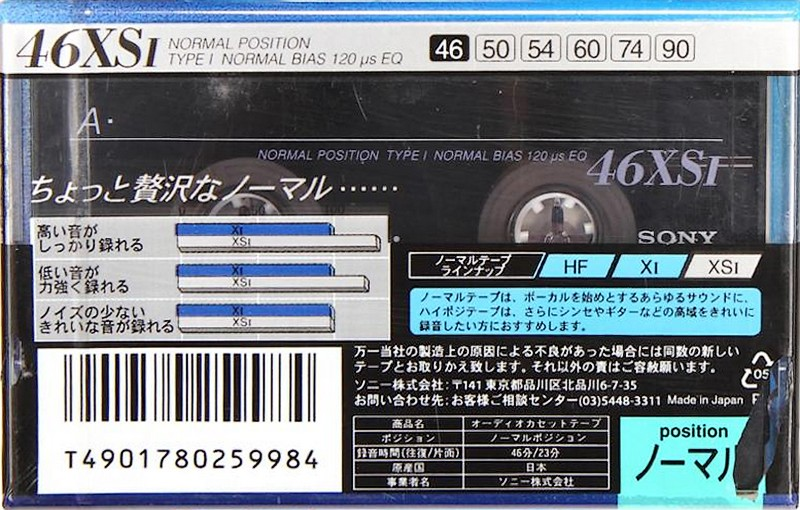 46XSI
NORMAL POSITION
TYPE I NORMAL BIAS 120 μs EQ
46 50 54 60 74 90
A・
NORMAL POSITION TYPE I NORMAL BIAS 120 μs EQ 46XSI
ちょっと贅沢なノーマル……
SONY
高い音が
しっかり録れる
XI
XSI
低い音が
力強く録れる
XI
XSI
ノイズの少ない
きれいな音が録れる
XI
XSI
ノーマルテープ
ラインナップ
HF XI XSI
ノーマルテープは、ボーカルを始めとするあらゆるサウンドに、
ハイポジテープは、さらにシンセやギターなどの高域をきれいに
録音したい方におすすめします。
万一当社の製造上の原因による不良があった場合には同数の新しい
テープとお取りかえ致します。それ以外の責はご容赦願います。
ソニー株式会社:〒141 東京都品川区北品川6-7-35
お問い合わせ先:お客様ご相談センター(03)5448-3311 Made in Japan
05
商品名 オーディオカセットテープ
ポジション ノーマルポジション
録音時間(往復/片面) 46分/23分
原産国 日本
事業者名 ソニー株式会社
position
ノーマル
T4901780259984